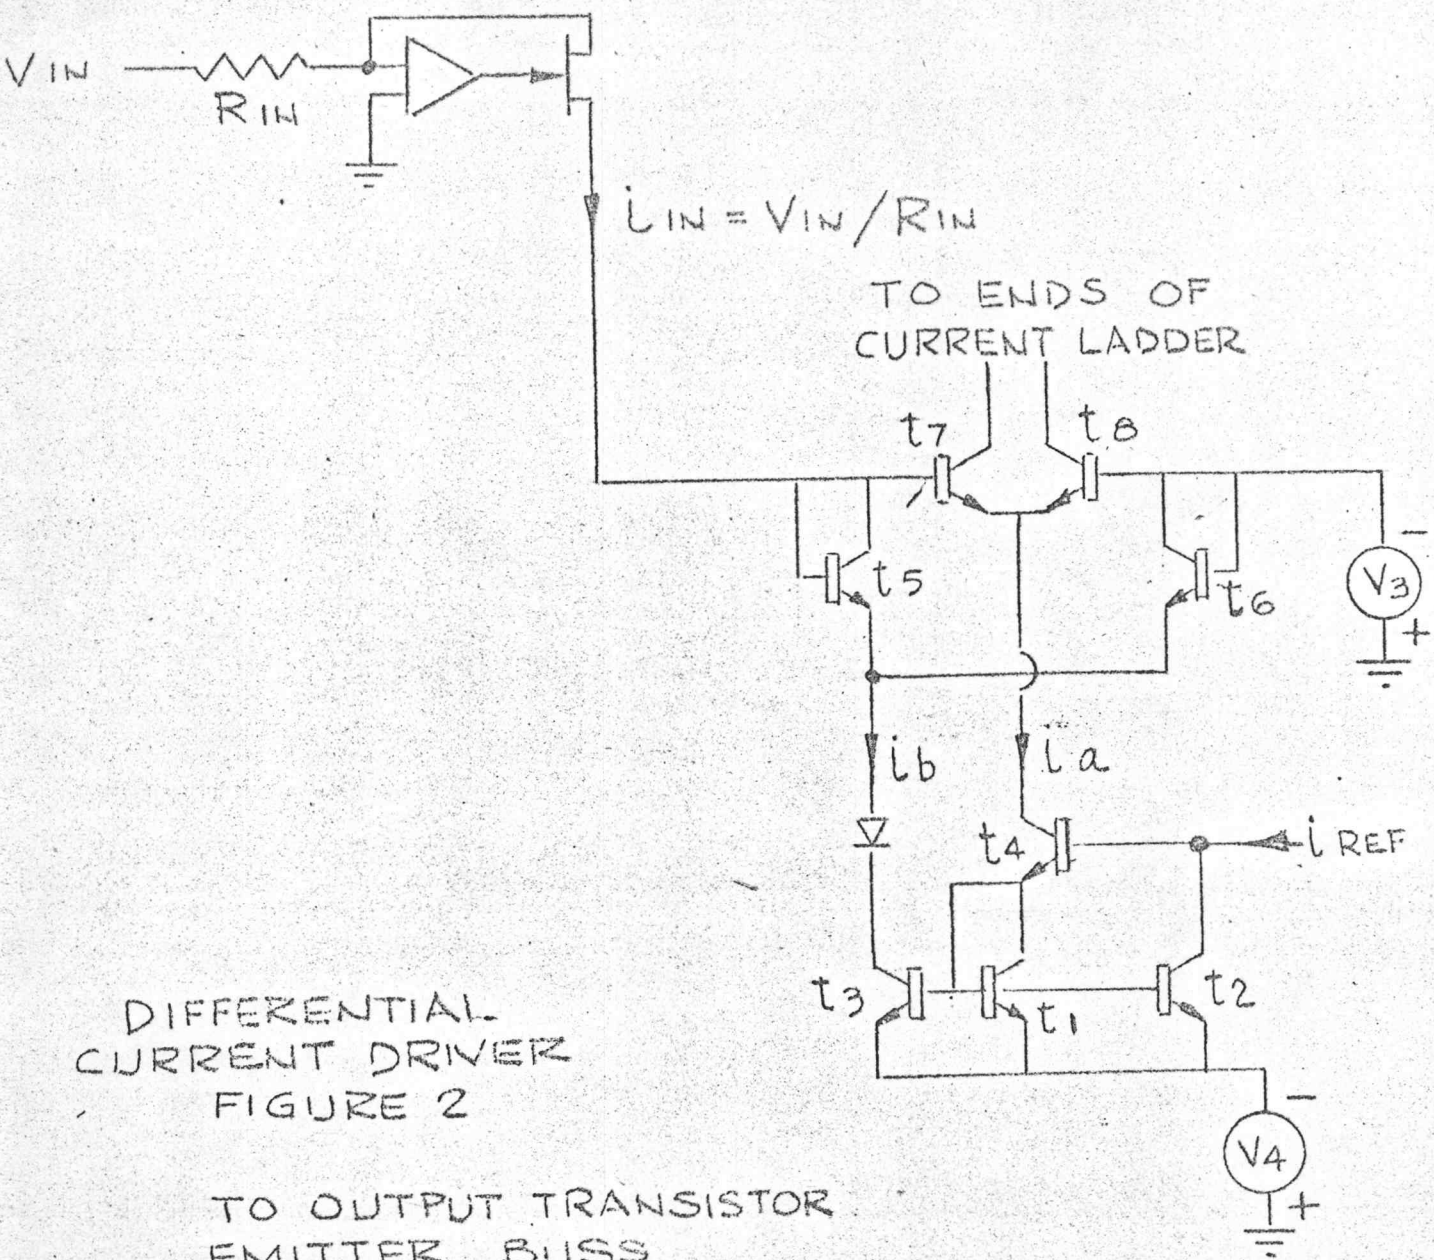 VIN
RIN
iIN = VIN/RIN
TO ENDS OF
CURRENT LADDER
t7
t8
t5
t6
V3
-
+
ib
ia
t4
iREF
t3
t1
t2
DIFFERENTIAL
CURRENT DRIVER
FIGURE 2
-
V4
+
TO OUTPUT TRANSISTOR
EMITTER BUSS